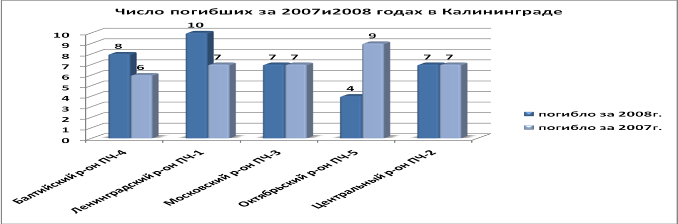 Число погибших за 2007и2008 годах в Калининграде
10
9
8
7
6
5
4
3
2
1
0
8
6
10
7
7
7
4
9
7
7
Балтийский р-он ПЧ-4
Ленинградский р-он ПЧ-1
Московский р-он ПЧ-3
Октябрьский р-он ПЧ-5
Центральный р-он ПЧ-2
погибло за 2008г.
погибло за 2007г.